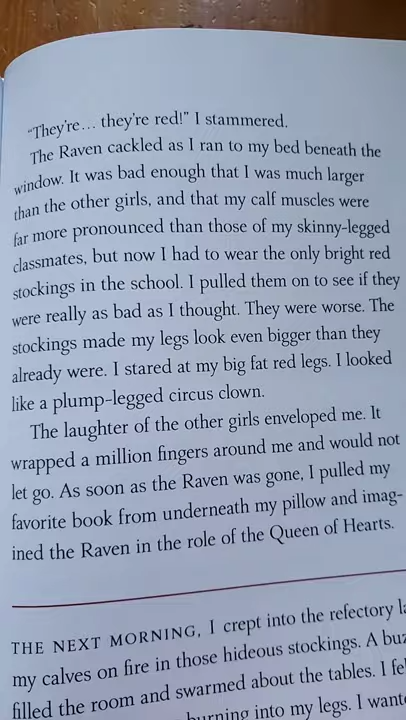 "They're... they're red!" I stammered.
The Raven cackled as I ran to my bed beneath the
window. It was bad enough that I was much larger
than the other girls, and that my calf muscles were
far more pronounced than those of my skinny-legged
classmates, but now I had to wear the only bright red
stockings in the school. I pulled them on to see if they
were really as bad as I thought. They were worse. The
stockings made my legs look even bigger than they
already were. I stared at my big fat red legs. I looked
like a plump-legged circus clown.
The laughter of the other girls enveloped me. It
wrapped a million fingers around me and would not
let go. As soon as the Raven was gone, I pulled my
favorite book from underneath my pillow and imag-
ined the Raven in the role of the Queen of Hearts.
THE NEXT MORNING, I crept into the refectory
my calves on fire in those hideous stockings. A
filled the room and swarmed about the tables. I
burning into my legs. I